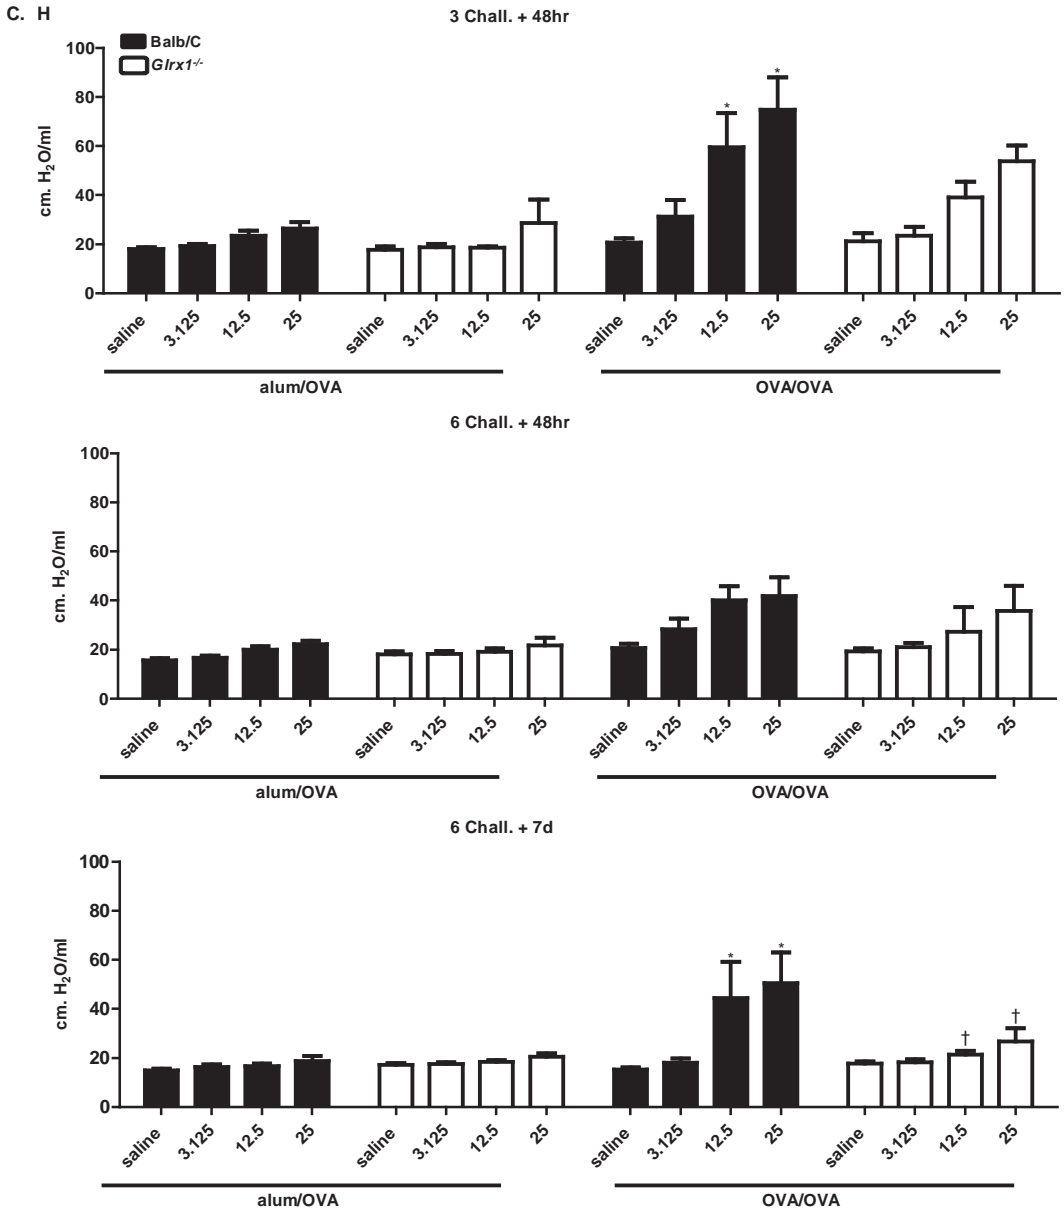 C. H
3 Chall. + 48hr
Balb/C
Glrx1-/-
100
80
60
40
20
0
cm. H2O/ml
* *
saline 3.125 12.5 25 saline 3.125 12.5 25 saline 3.125 12.5 25 saline 3.125 12.5 25
alum/OVA OVA/OVA
6 Chall. + 48hr
100
80
60
40
20
0
cm. H2O/ml
saline 3.125 12.5 25 saline 3.125 12.5 25 saline 3.125 12.5 25 saline 3.125 12.5 25
alum/OVA OVA/OVA
6 Chall. + 7d
100
80
60
40
20
0
cm. H2O/ml
* * † †
saline 3.125 12.5 25 saline 3.125 12.5 25 saline 3.125 12.5 25 saline 3.125 12.5 25
alum/OVA OVA/OVA